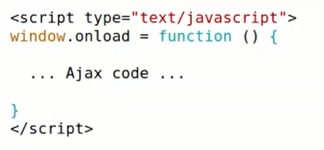 <script type="text/javascript">
window.onload = function () {
... Ajax code ...
}
</script>